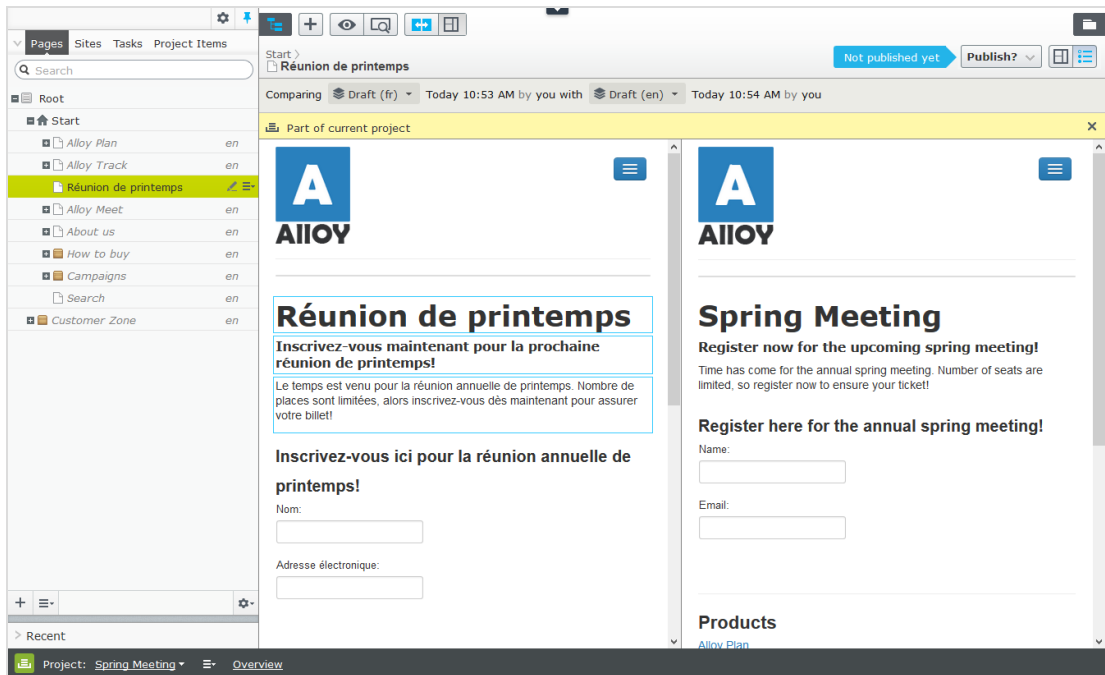 Pages Sites Tasks Project Items
Search
Root
Start
Alloy Plan en
Alloy Track en
Réunion de printemps
Alloy Meet en
About us en
How to buy en
Campaigns en
Search en
Customer Zone en
Recent
Start
Réunion de printemps
Not published yet
Publish?
Comparing Draft (fr) Today 10:53 AM by you with Draft (en) Today 10:54 AM by you
Part of current project
A
Alloy
Réunion de printemps
Inscrivez-vous maintenant pour la prochaine
réunion de printemps!
Le temps est venu pour la réunion annuelle de printemps. Nombre de
places sont limitées, alors inscrivez-vous dès maintenant pour assurer
votre billet!
Inscrivez-vous ici pour la réunion annuelle de
printemps!
Nom:
Adresse électronique:
A
Alloy
Spring Meeting
Register now for the upcoming spring meeting!
Time has come for the annual spring meeting. Number of seats are
limited, so register now to ensure your ticket!
Register here for the annual spring meeting!
Name:
Email:
Products
Alloy Plan
Project: Spring Meeting Overview